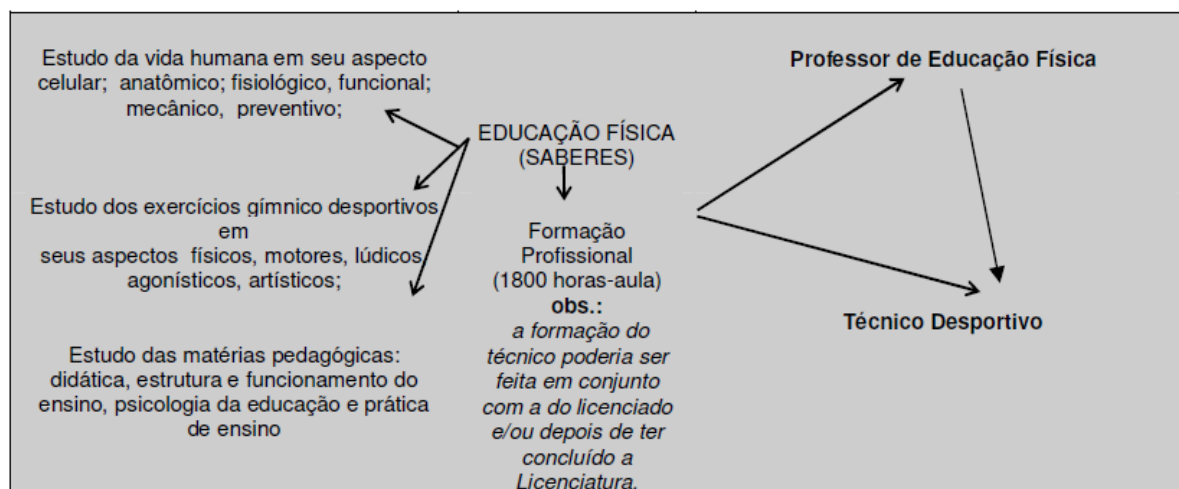 Estudo da vida humana em seu aspecto
celular; anatômico; fisiológico, funcional;
mecânico, preventivo;
Estudo dos exercícios gímnico desportivos
em
seus aspectos físicos, motores, lúdicos,
agonísticos, artísticos;
Estudo das matérias pedagógicas:
didática, estrutura e funcionamento do
ensino, psicologia da educação e prática
de ensino
EDUCAÇÃO FÍSICA
(SABERES)
Formação
Profissional
(1800 horas-aula)
obs.:
a formação do
técnico poderia ser
feita em conjunto
com a do licenciado
e/ou depois de ter
concluído a
Licenciatura.
Professor de Educação Física
Técnico Desportivo